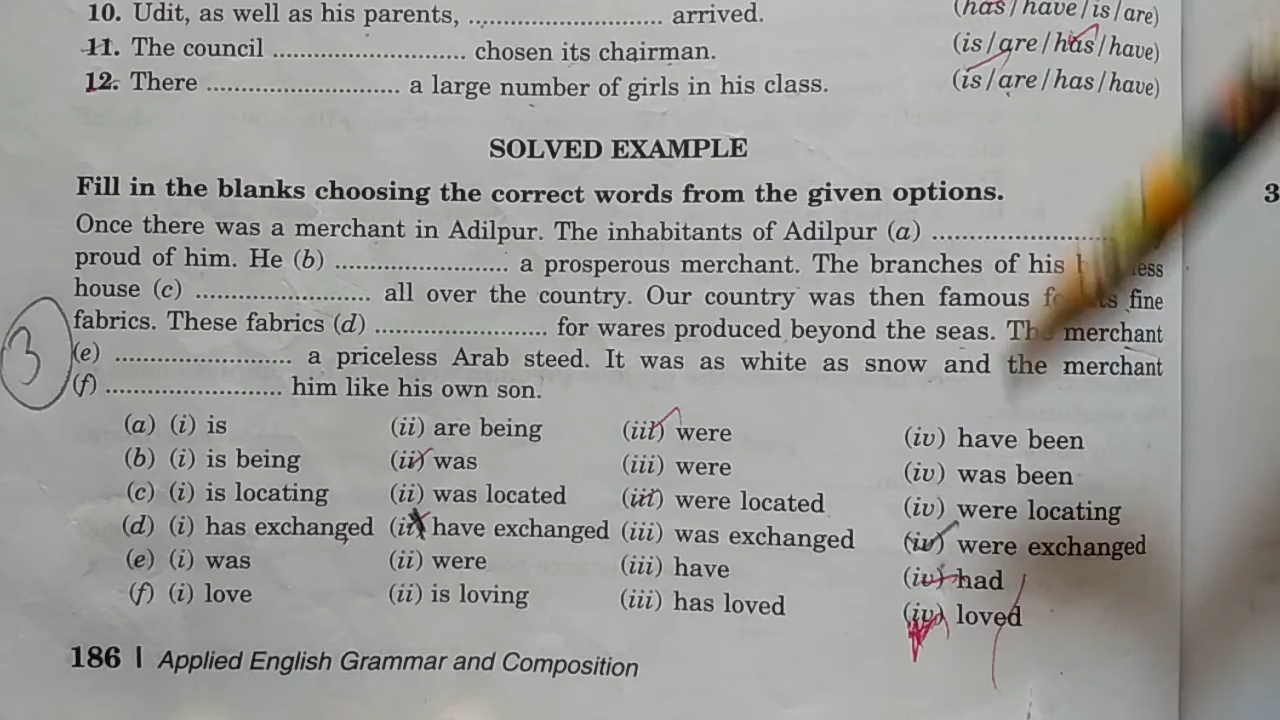 10. Udit, as well as his parents, ............................ arrived. (has/have/is/are)
11. The council ............................ chosen its chairman. (is/are/has/have)
12. There ............................ a large number of girls in his class. (is/are/has/have)
SOLVED EXAMPLE
Fill in the blanks choosing the correct words from the given options.
3
Once there was a merchant in Adilpur. The inhabitants of Adilpur (a) .........................
proud of him. He (b) ......................... a prosperous merchant. The branches of his
house (c) ......................... all over the country. Our country was then famous fine
fabrics. These fabrics (d) ......................... for wares produced beyond the seas. The merchant
(e) ......................... a priceless Arab steed. It was as white as snow and the merchant
(f) ......................... him like his own son.
3
(a) (i) is (ii) are being (iii) were (iv) have been
(b) (i) is being (ii) was (iii) were (iv) was been
(c) (i) is locating (ii) was located (iii) were located (iv) were locating
(d) (i) has exchanged (ii) have exchanged (iii) was exchanged (iv) were exchanged
(e) (i) was (ii) were (iii) have (iv) had
(f) (i) love (ii) is loving (iii) has loved (iv) loved
186 | Applied English Grammar and Composition